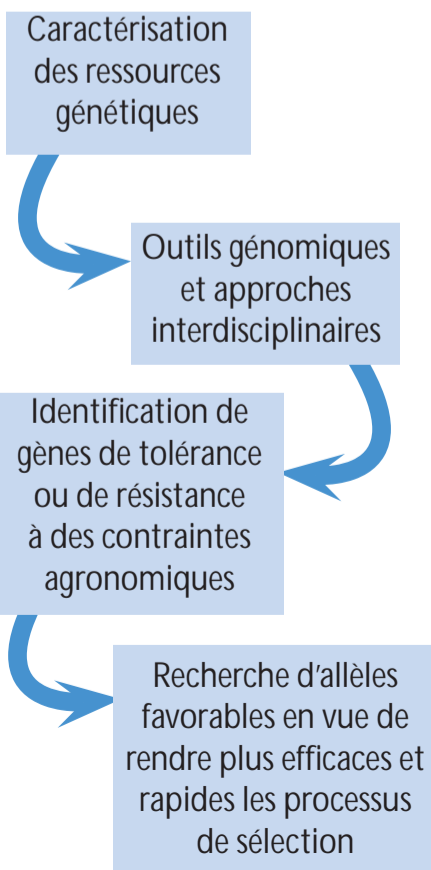 Caractérisation
des ressources
génétiques
Outils génomiques
et approches
interdisciplinaires
Identification de
gènes de tolérance
ou de résistance
à des contraintes
agronomiques
Recherche d'allèles
favorables en vue de
rendre plus efficaces et
rapides les processus
de sélection